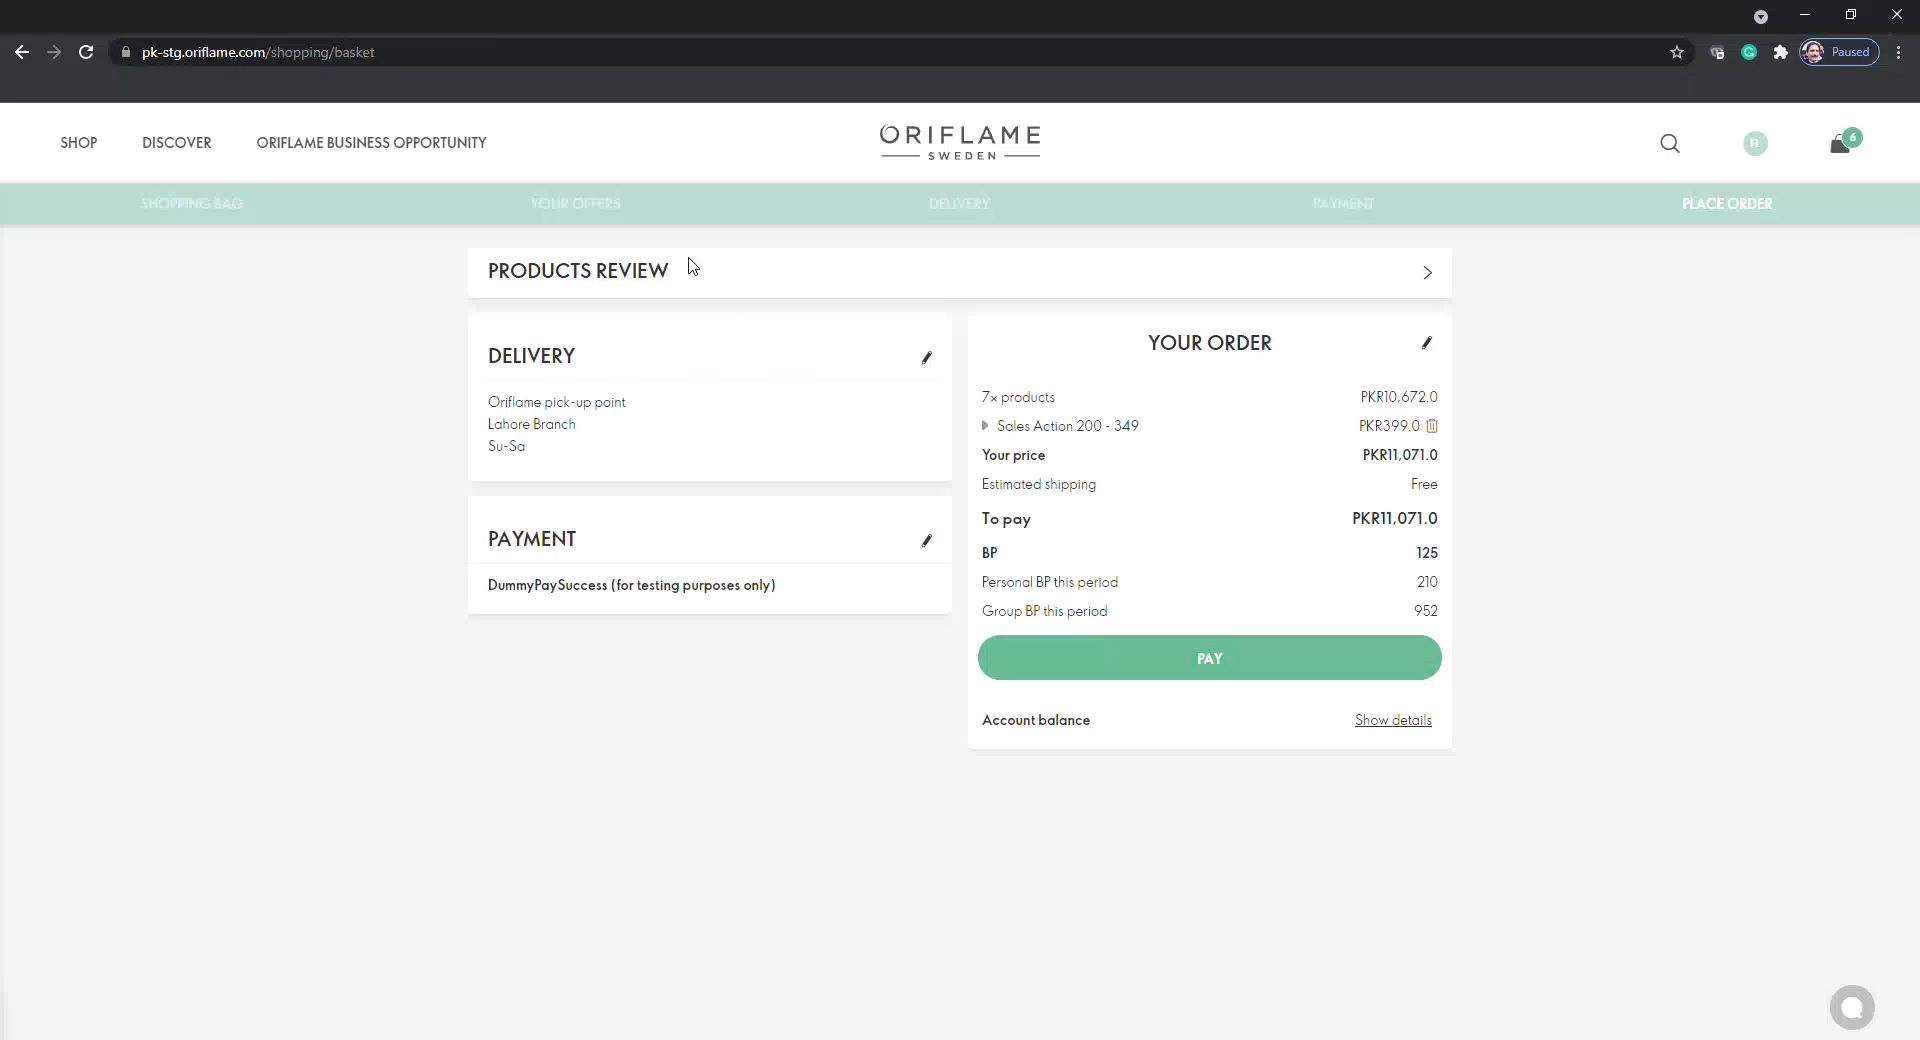 pk-stg.oriflame.com/shopping/basket
Paused
SHOP DISCOVER ORIFLAME BUSINESS OPPORTUNITY
ORIFLAME
SWEDEN
R
6
SHOPPING BAG YOUR OFFERS DELIVERY PAYMENT PLACE ORDER
PRODUCTS REVIEW
DELIVERY
Oriflame pick-up point
Lahore Branch
Su-Sa
PAYMENT
DummyPaySuccess (for testing purposes only)
YOUR ORDER
7x products PKR10,672.0
Sales Action 200 - 349 PKR399.0
Your price PKR11,071.0
Estimated shipping Free
To pay PKR11,071.0
BP 125
Personal BP this period 210
Group BP this period 952
PAY
Account balance Show details